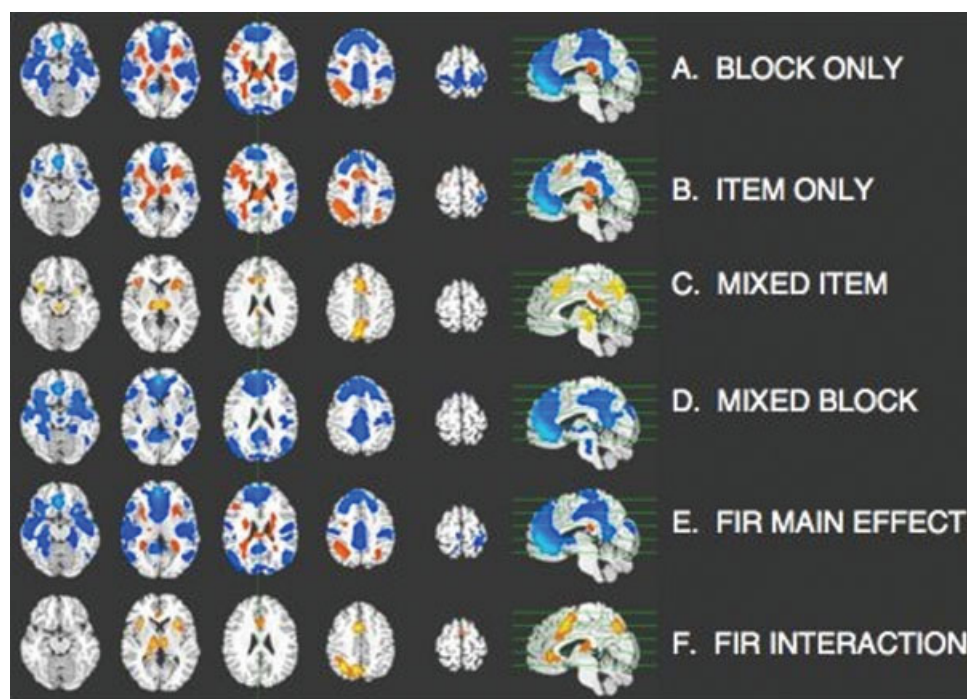 A. BLOCK ONLY
B. ITEM ONLY
C. MIXED ITEM
D. MIXED BLOCK
E. FIR MAIN EFFECT
F. FIR INTERACTION